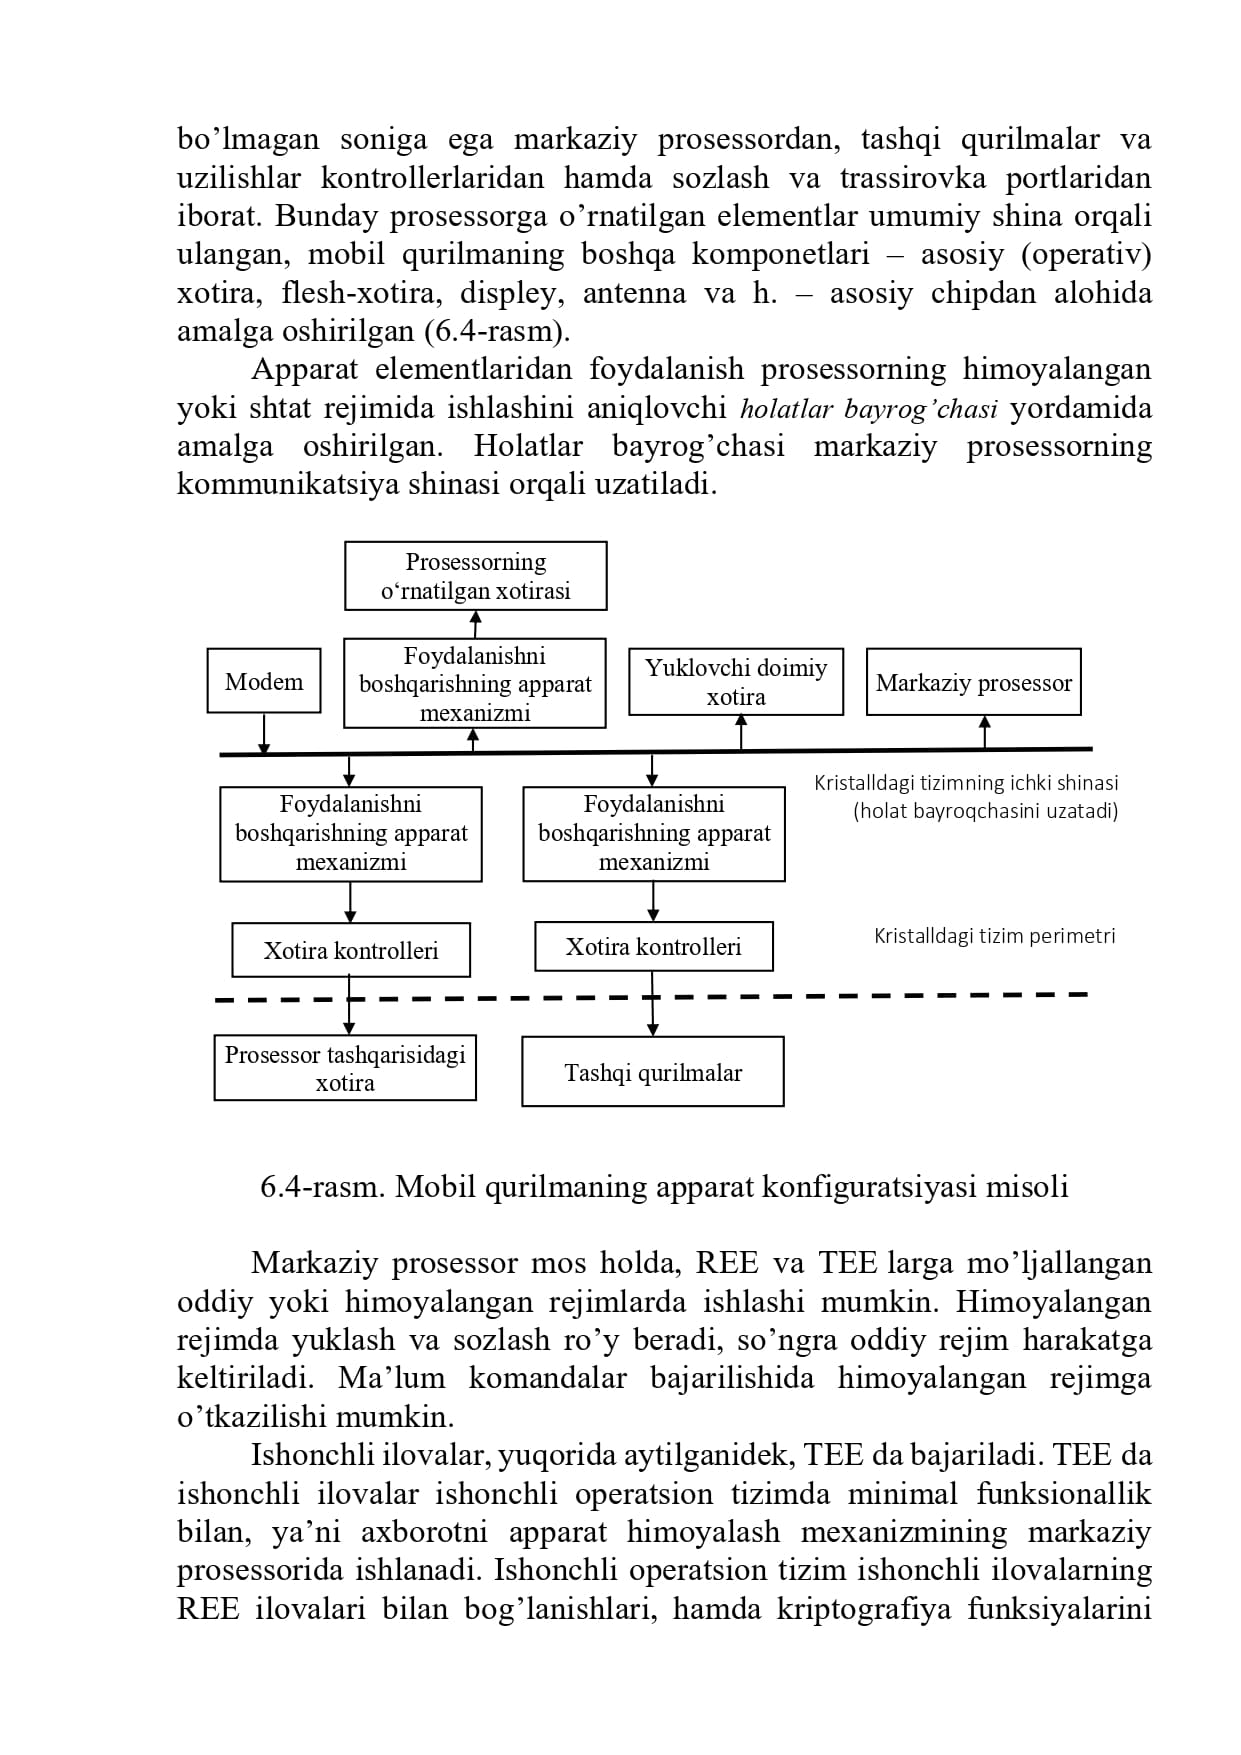 bo’lmagan soniga ega markaziy prosessordan, tashqi qurilmalar va
uzilishlar kontrollerlaridan hamda sozlash va trassirovka portlaridan
iborat. Bunday prosessorga o’rnatilgan elementlar umumiy shina orqali
ulangan, mobil qurilmaning boshqa komponetlari – asosiy (operativ)
xotira, flesh-xotira, displey, antenna va h. – asosiy chipdan alohida
amalga oshirilgan (6.4-rasm).
Apparat elementlaridan foydalanish prosessorning himoyalangan
yoki shtat rejimida ishlashini aniqlovchi holatlar bayrog’chasi yordamida
amalga oshirilgan. Holatlar bayrog’chasi markaziy prosessorning
kommunikatsiya shinasi orqali uzatiladi.
Prosessorning
o‘rnatilgan xotirasi
Modem
Foydalanishni
boshqarishning apparat
mexanizmi
Yuklovchi doimiy
xotira
Markaziy prosessor
Kristalldagi tizimning ichki shinasi
(holat bayroqchasini uzatadi)
Foydalanishni
boshqarishning apparat
mexanizmi
Foydalanishni
boshqarishning apparat
mexanizmi
Xotira kontrolleri
Xotira kontrolleri
Kristalldagi tizim perimetri
Prosessor tashqarisidagi
xotira
Tashqi qurilmalar
6.4-rasm. Mobil qurilmaning apparat konfiguratsiyasi misoli
Markaziy prosessor mos holda, REE va TEE larga mo’ljallangan
oddiy yoki himoyalangan rejimlarda ishlashi mumkin. Himoyalangan
rejimda yuklash va sozlash ro’y beradi, so’ngra oddiy rejim harakatga
keltiriladi. Ma’lum komandalar bajarilishida himoyalangan rejimga
o’tkazilishi mumkin.
Ishonchli ilovalar, yuqorida aytilganidek, TEE da bajariladi. TEE da
ishonchli ilovalar ishonchli operatsion tizimda minimal funksionallik
bilan, ya’ni axborotni apparat himoyalash mexanizmining markaziy
prosessorida ishlanadi. Ishonchli operatsion tizim ishonchli ilovalarning
REE ilovalari bilan bog’lanishlari, hamda kriptografiya funksiyalarini